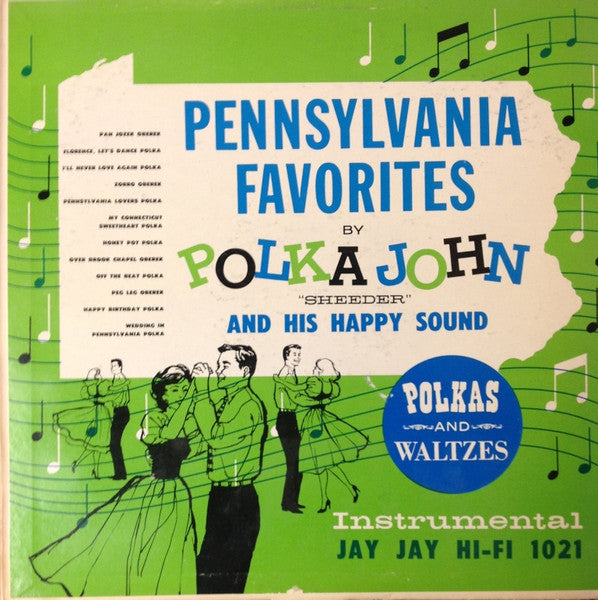 PENNSYLVANIA
FAVORITES
BY
POLKA JOHN
"SHEEDER"
AND HIS HAPPY SOUND
PAN JOZEK OBEREK
FLORENCE, LET'S DANCE POLKA
I'LL NEVER LOVE AGAIN POLKA
ZORRO OBEREK
PENNSYLVANIA LOVERS POLKA
MY CONNECTICUT
SWEETHEART POLKA
HONEY POT POLKA
OVER BROOK CHAPEL OBEREK
OFF THE BEAT POLKA
PEG LEG OBEREK
HAPPY BIRTHDAY POLKA
WEDDING IN
PENNSYLVANIA POLKA
POLKAS
AND
WALTZES
Instrumental
JAY JAY HI-FI 1021